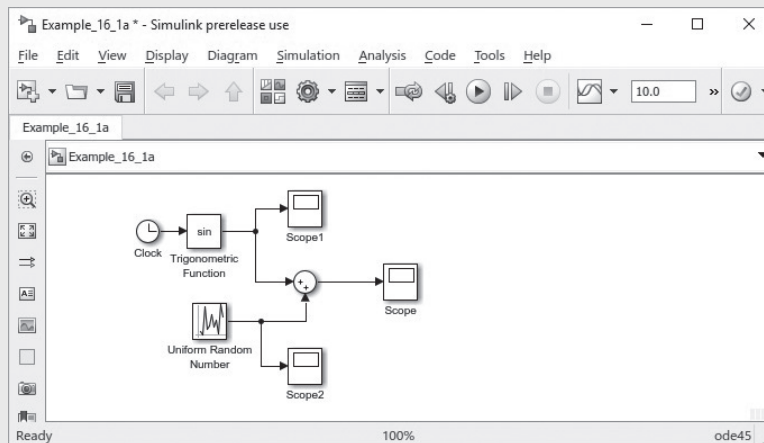 Example_16_1a * - Simulink prerelease use
File Edit View Display Diagram Simulation Analysis Code Tools Help
10.0 »
Example_16_1a
Example_16_1a
Scope1
sin
Clock
Trigonometric
Function
+
+
Scope
Uniform Random
Number
Scope2
Ready 100% ode45